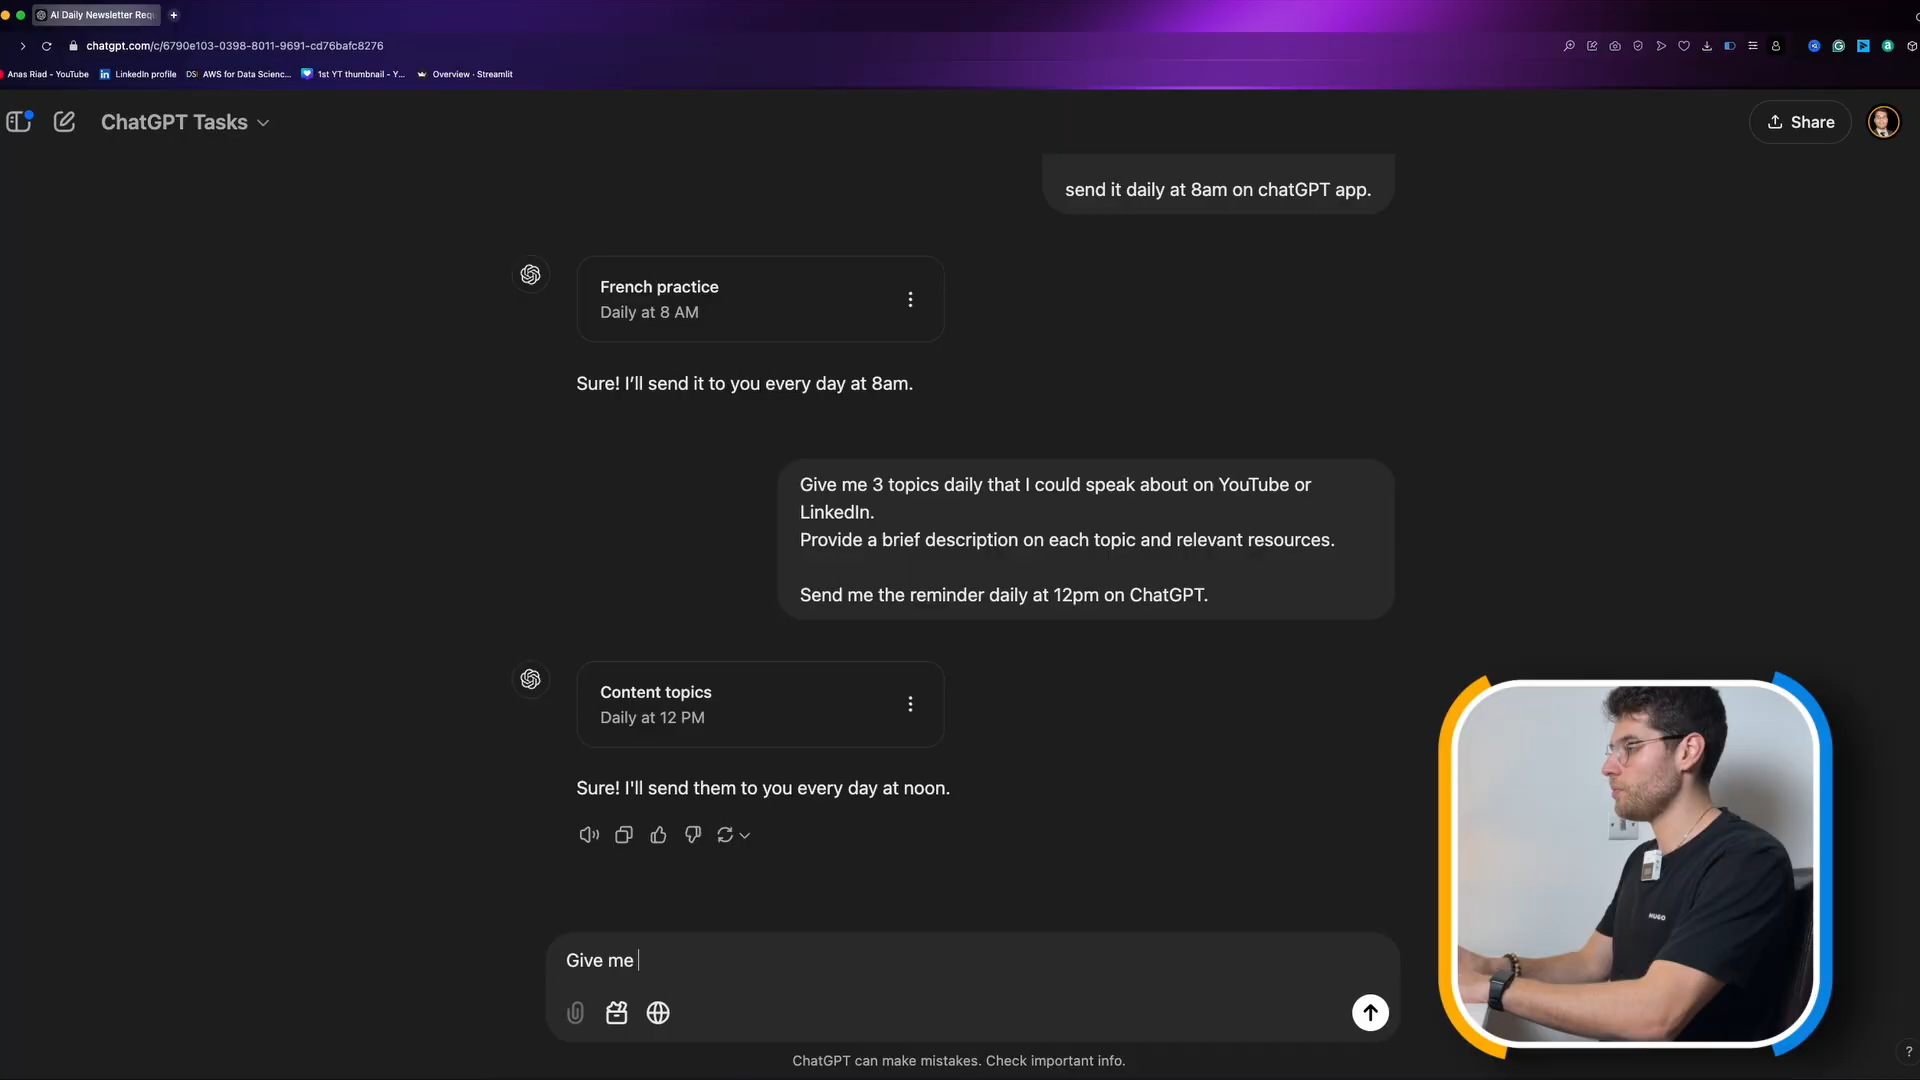 AI Daily Newsletter Req
chatgpt.com/c/6790e103-0398-8011-9691-cd76bafc8276
Anas Riad - YouTube
LinkedIn profile
AWS for Data Scienc...
1st YT thumbnail - Y...
Overview · Streamlit
ChatGPT Tasks
Share
send it daily at 8am on chatGPT app.
French practice
Daily at 8 AM
Sure! I’ll send it to you every day at 8am.
Give me 3 topics daily that I could speak about on YouTube or
LinkedIn.
Provide a brief description on each topic and relevant resources.
Send me the reminder daily at 12pm on ChatGPT.
Content topics
Daily at 12 PM
Sure! I'll send them to you every day at noon.
Give me
HUGO
ChatGPT can make mistakes. Check important info.
?